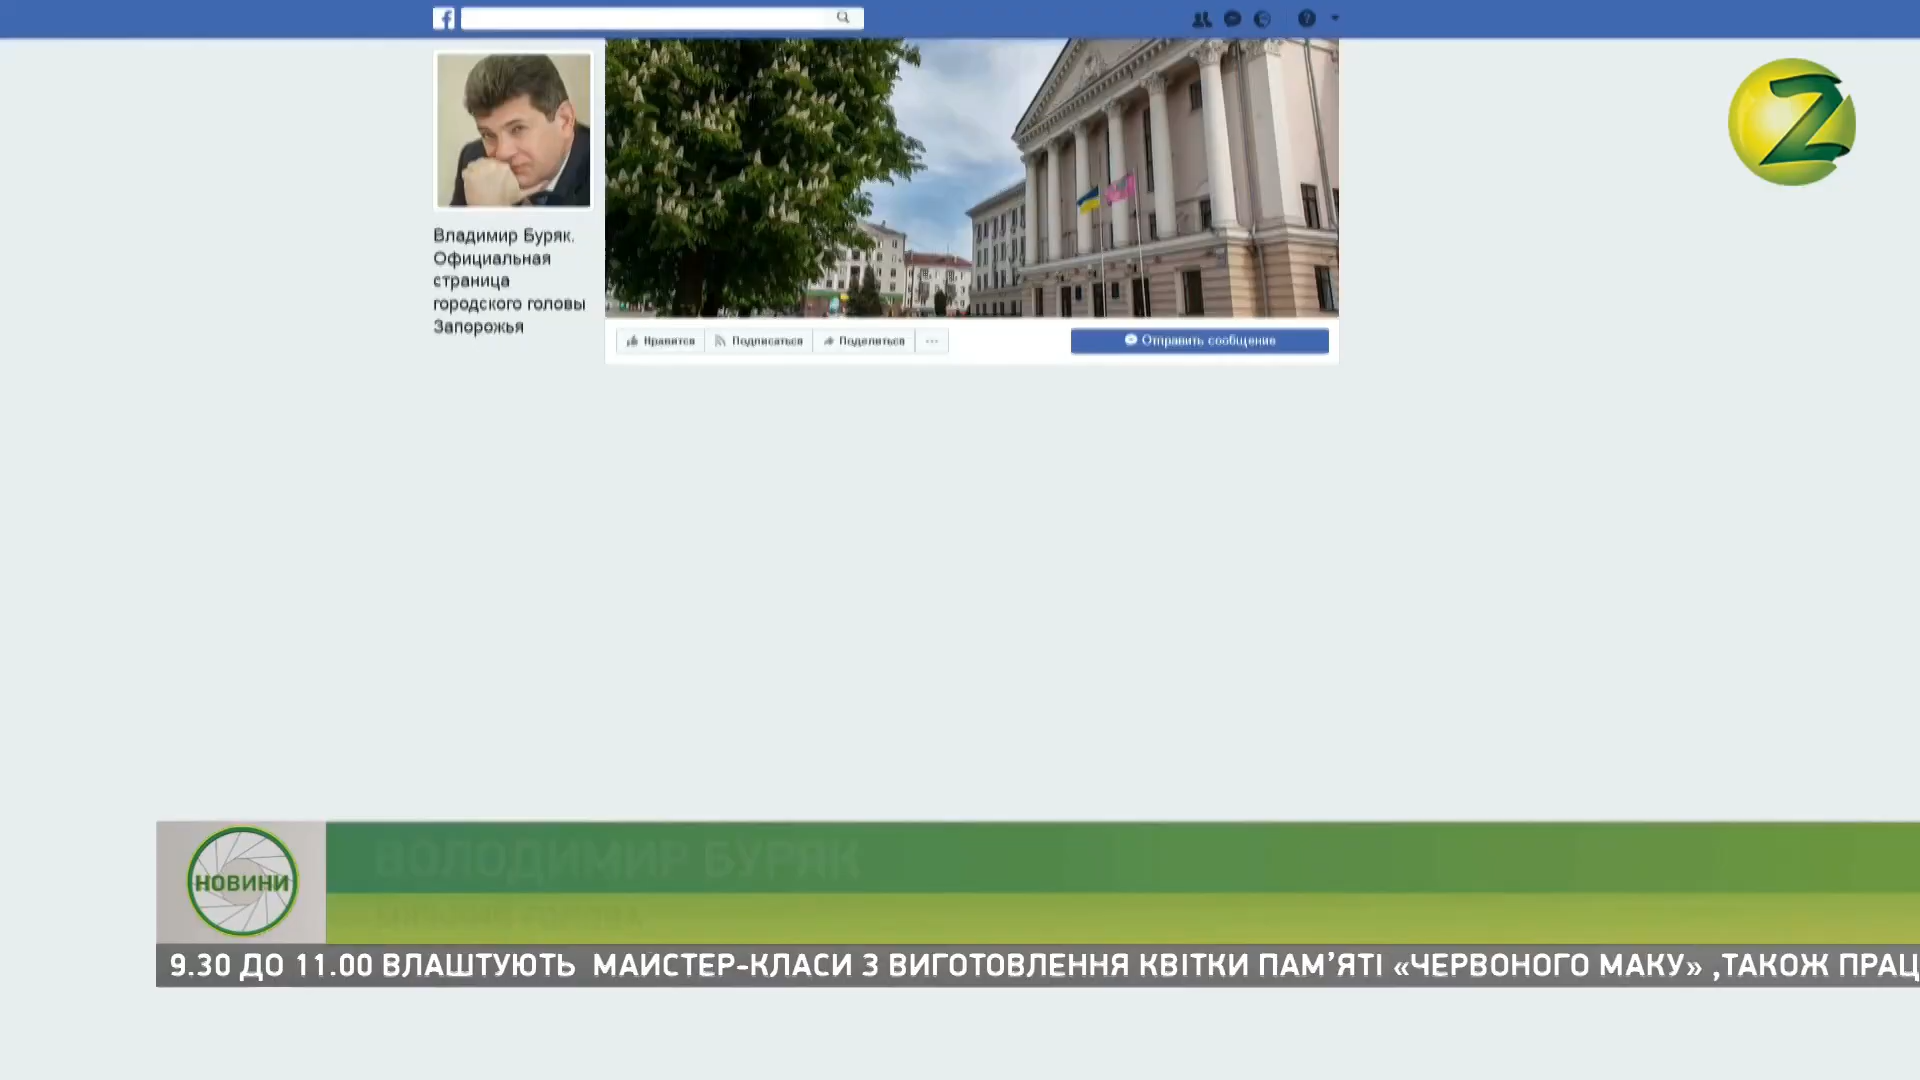 Владимир Буряк.
Официальная
страница
городского головы
Запорожья
Нравится
Подписаться
Поделиться
Отправить сообщение
Z
НОВИНИ
ВОЛОДИМИР БУРЯК
9.30 ДО 11.00 ВЛАШТУЮТЬ МАИСТЕР-КЛАСИ З ВИГОТОВЛЕННЯ КВІТКИ ПАМ’ЯТІ «ЧЕРВОНОГО МАКУ» ,ТАКОЖ ПРАЦ